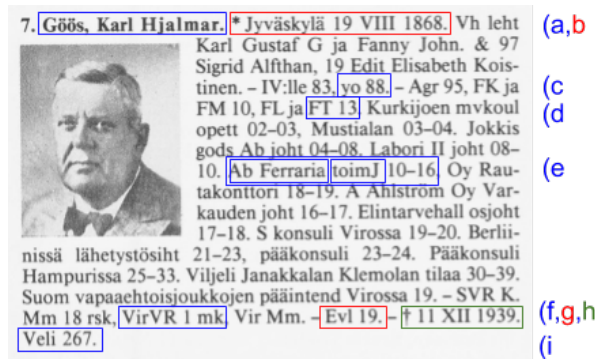 7. Göös, Karl Hjalmar. * Jyväskylä 19 VIII 1868. Vh leht (a,b
Karl Gustaf G ja Fanny John. & 97
Sigrid Alfthan, 19 Edit Elisabeth Kois-
tinen. – IV:lle 83, yo 88. – Agr 95, FK ja (c
FM 10, FL ja FT 13. Kurkijoen mvkoul (d
opett 02–03, Mustialan 03–04. Jokkis
gods Ab joht 04–08, Labori II joht 08–
10. Ab Ferraria toimJ 10–16, Oy Rau- (e
takonttori 18–19. A Ahlström Oy Var-
kauden joht 16–17. Elintarvehall osjoht
17–18. S konsuli Virossa 19–20. Berlii-
nissä lähetystösiht 21–23, pääkonsuli 23–24. Pääkonsuli
Hampurissa 25–33. Viljeli Janakkalan Klemolan tilaa 30–39.
Suom vapaaehtoisjoukkojen pääintend Virossa 19. – SVR K.
Mm 18 rsk, VirVR 1 mk, Vir Mm. – Evl 19. – † 11 XII 1939. (f,g,h
Veli 267. (i